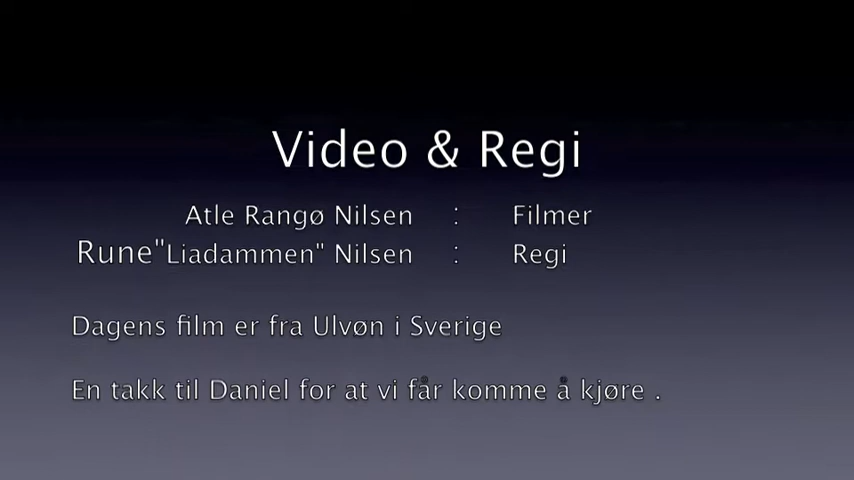 Video & Regi
Atle Rangø Nilsen : Filmer
Rune"Liadammen" Nilsen : Regi
Dagens film er fra Ulvøn i Sverige
En takk til Daniel for at vi får komme å kjøre .